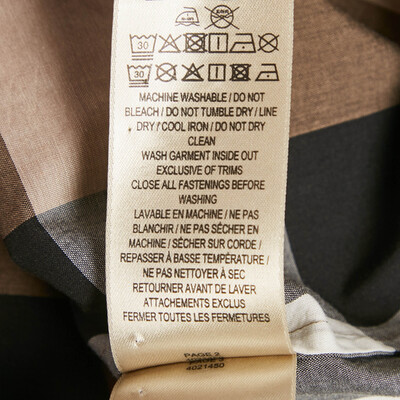 30
30
MACHINE WASHABLE / DO NOT
BLEACH / DO NOT TUMBLE DRY / LINE
DRY / COOL IRON / DO NOT DRY
CLEAN
WASH GARMENT INSIDE OUT
EXCLUSIVE OF TRIMS
CLOSE ALL FASTENINGS BEFORE
WASHING
LAVABLE EN MACHINE / NE PAS
BLANCHIR / NE PAS SÉCHER EN
MACHINE / SÉCHER SUR CORDE /
REPASSER À BASSE TEMPÉRATURE /
NE PAS NETTOYER À SEC
RETOURNER AVANT DE LAVER
ATTACHEMENTS EXCLUS
FERMER TOUTES LES FERMETURES
PAGE 2
4021450